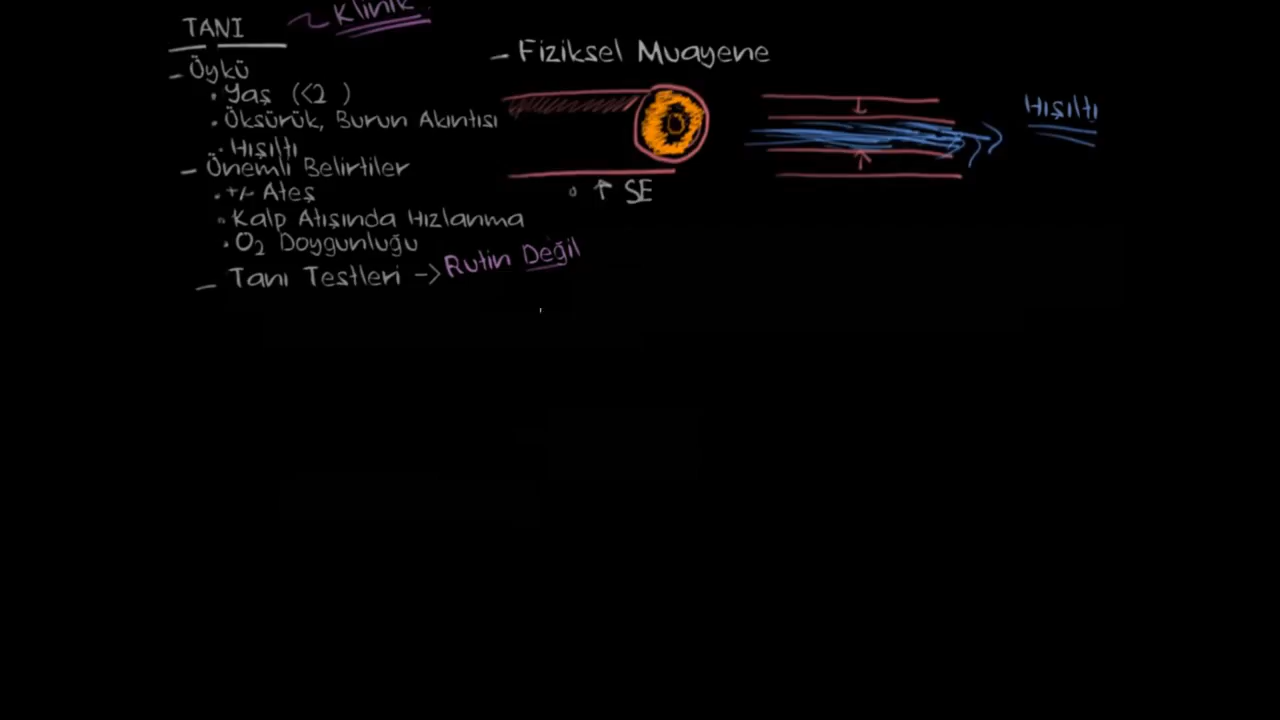 TANI ~ Klinik
- Öykü
• Yaş (<2 )
• Öksürük, Burun Akıntısı
• Hışıltı
- Önemli Belirtiler
• +/- Ateş
• Kalp Atışında Hızlanma
• O₂ Doygunluğu
- Tanı Testleri -> Rutin Değil
- Fiziksel Muayene
Hışıltı
• ↑ SE